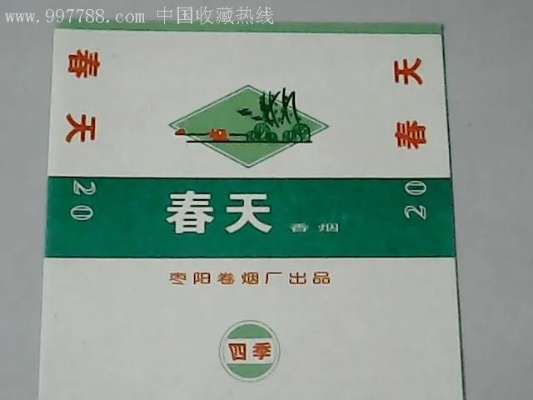 www.997788.com 中国收藏热线
春天
春天
20
20
春天 香烟
枣阳卷烟厂出品
四季